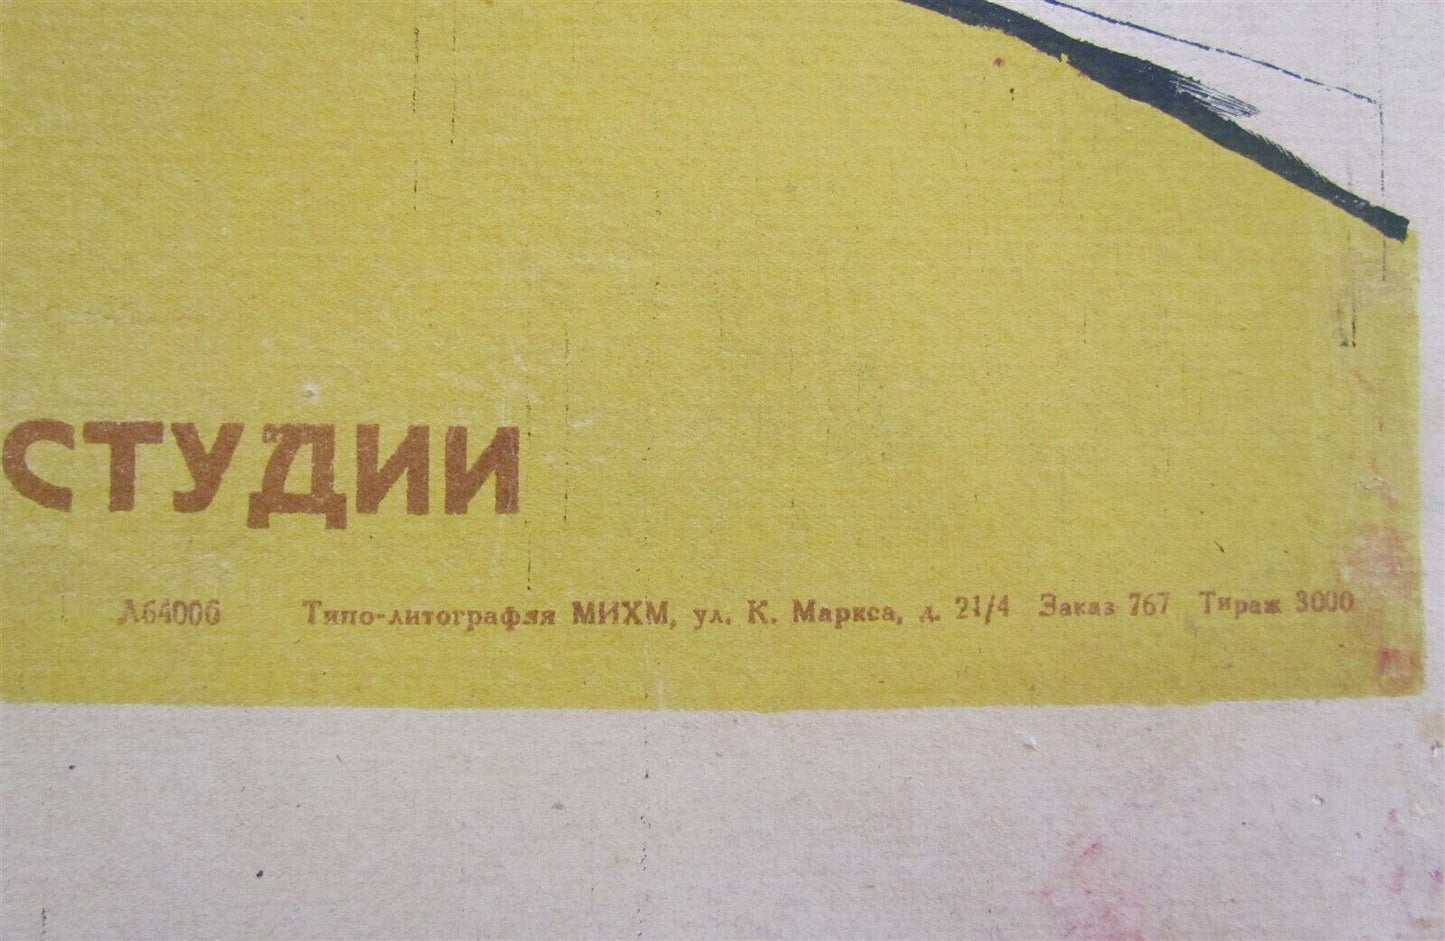 СТУДИИ
А64006 Типо-литография МИХМ, ул. К. Маркса, д. 21/4 Заказ 767 Тираж 3000